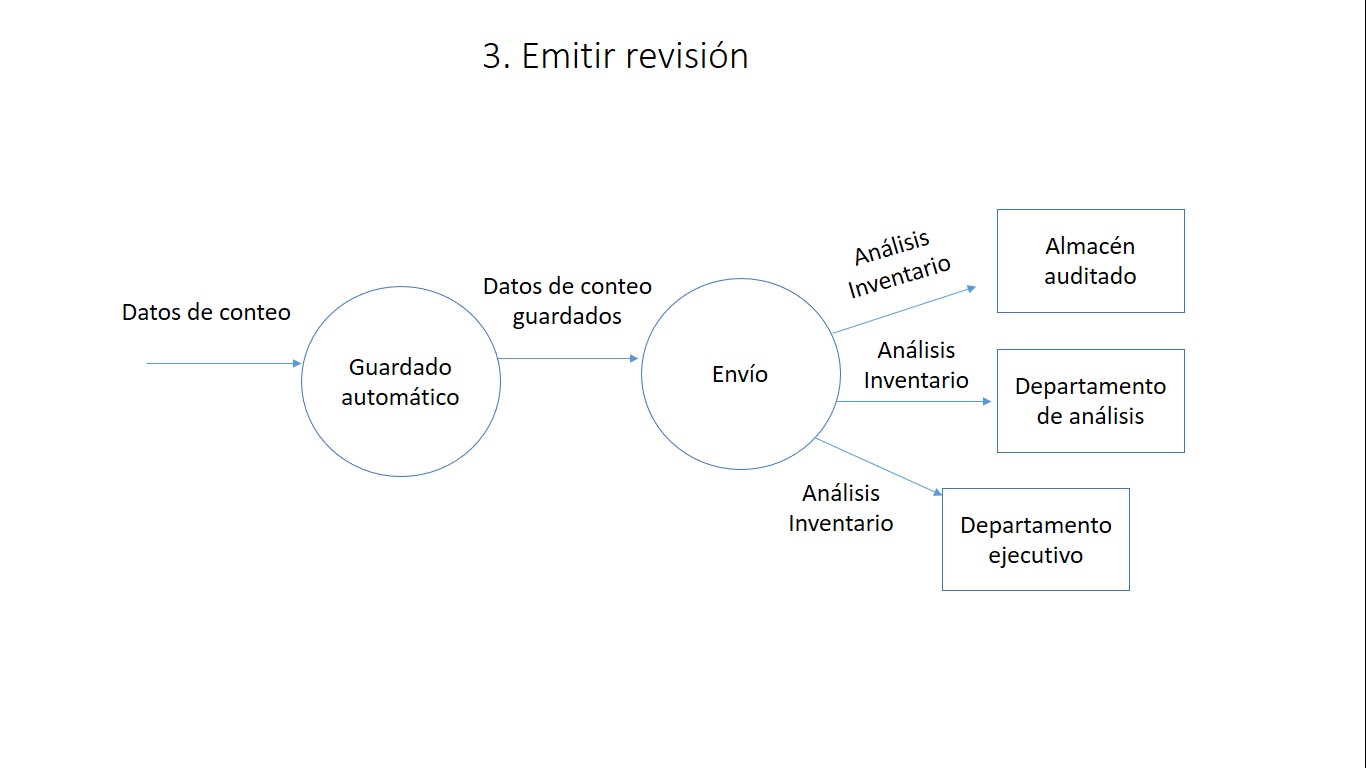 3. Emitir revisión
Datos de conteo
Guardado
automático
Datos de conteo
guardados
Envío
Análisis
Inventario
Almacén
auditado
Análisis
Inventario
Departamento
de análisis
Análisis
Inventario
Departamento
ejecutivo